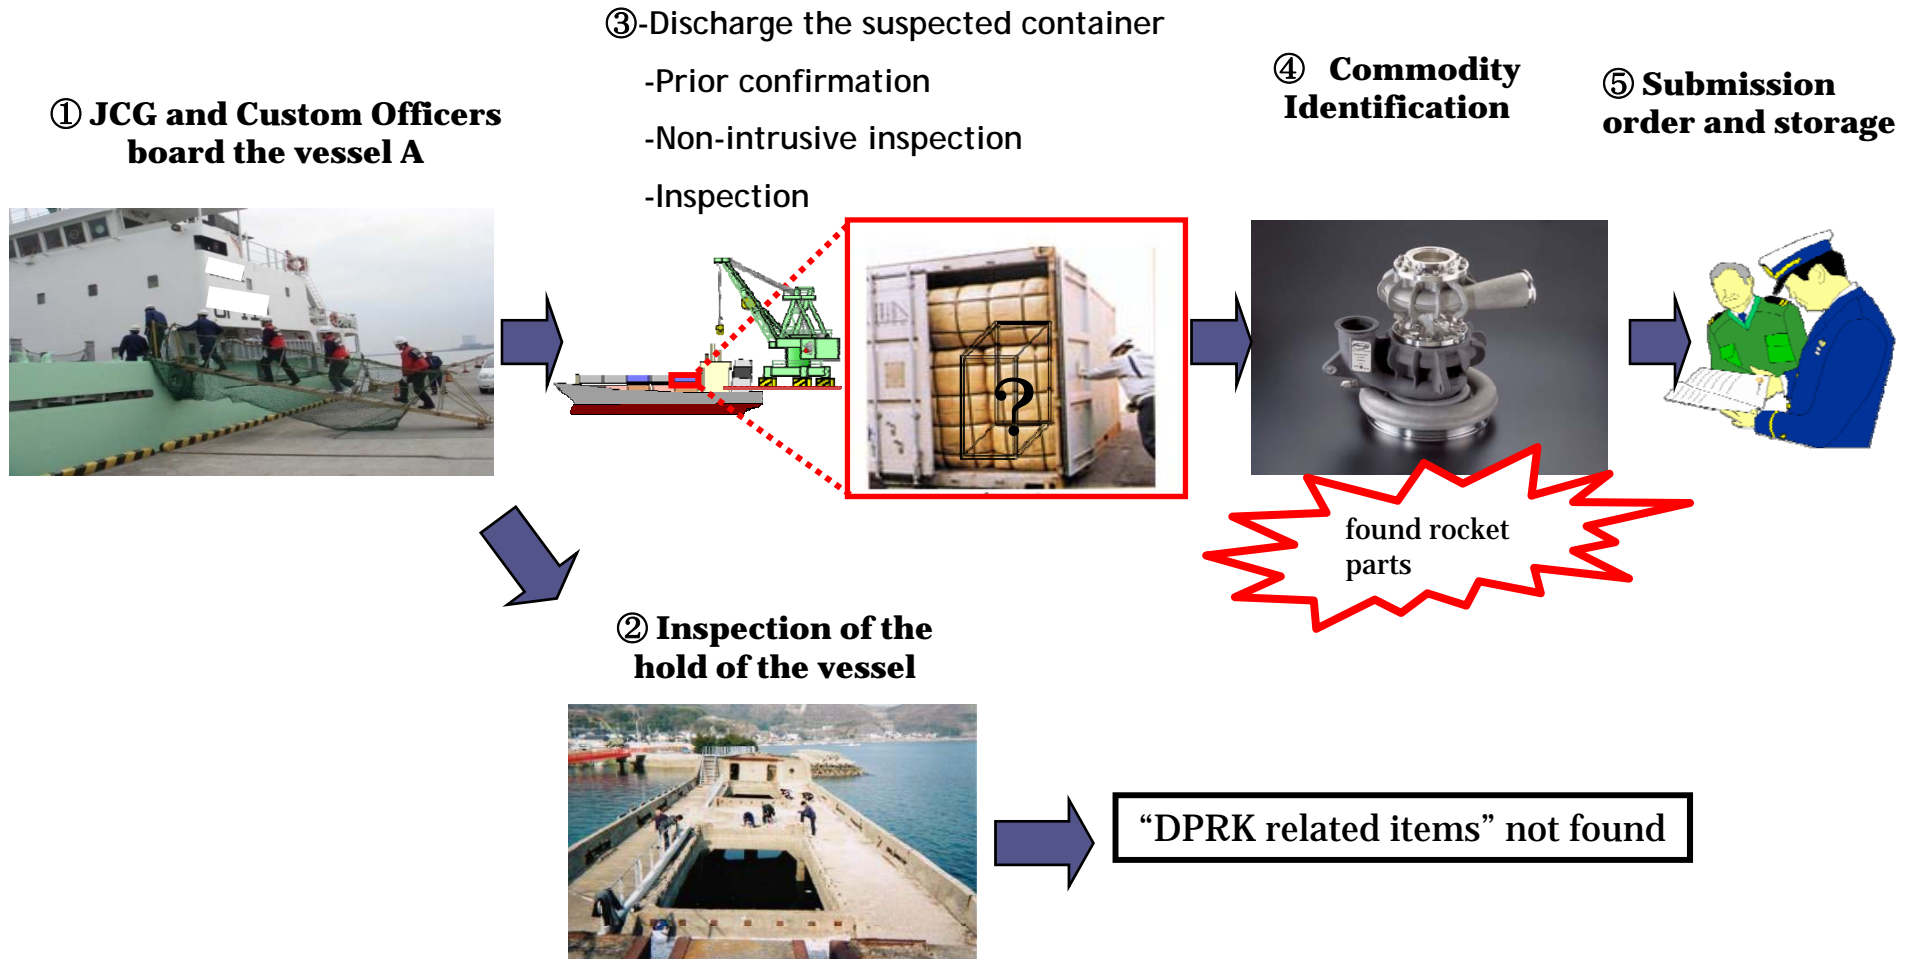 ① JCG and Custom Officers
board the vessel A
③-Discharge the suspected container
-Prior confirmation
-Non-intrusive inspection
-Inspection
④ Commodity
Identification
⑤ Submission
order and storage
?
found rocket
parts
② Inspection of the
hold of the vessel
“DPRK related items” not found